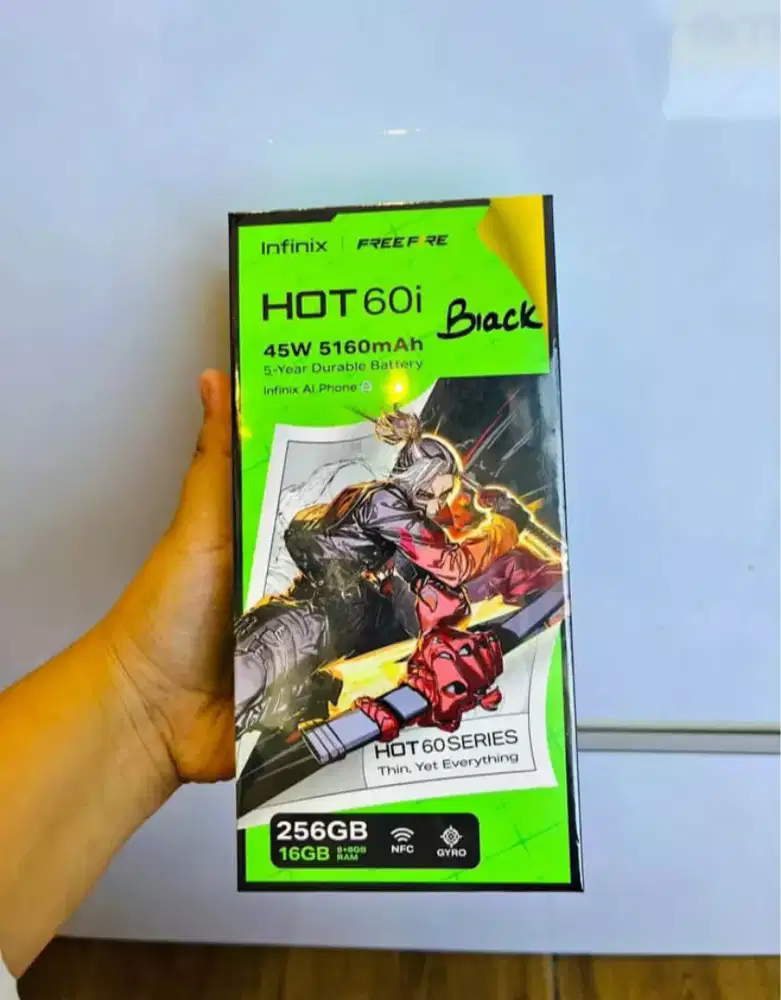 Infinix | FREE FIRE
HOT 60i
Black
45W 5160mAh
5-Year Durable Battery
Infinix AI Phone
HOT 60 SERIES
Thin, Yet Everything
256GB
16GB 8+8GB RAM
NFC
GYRO